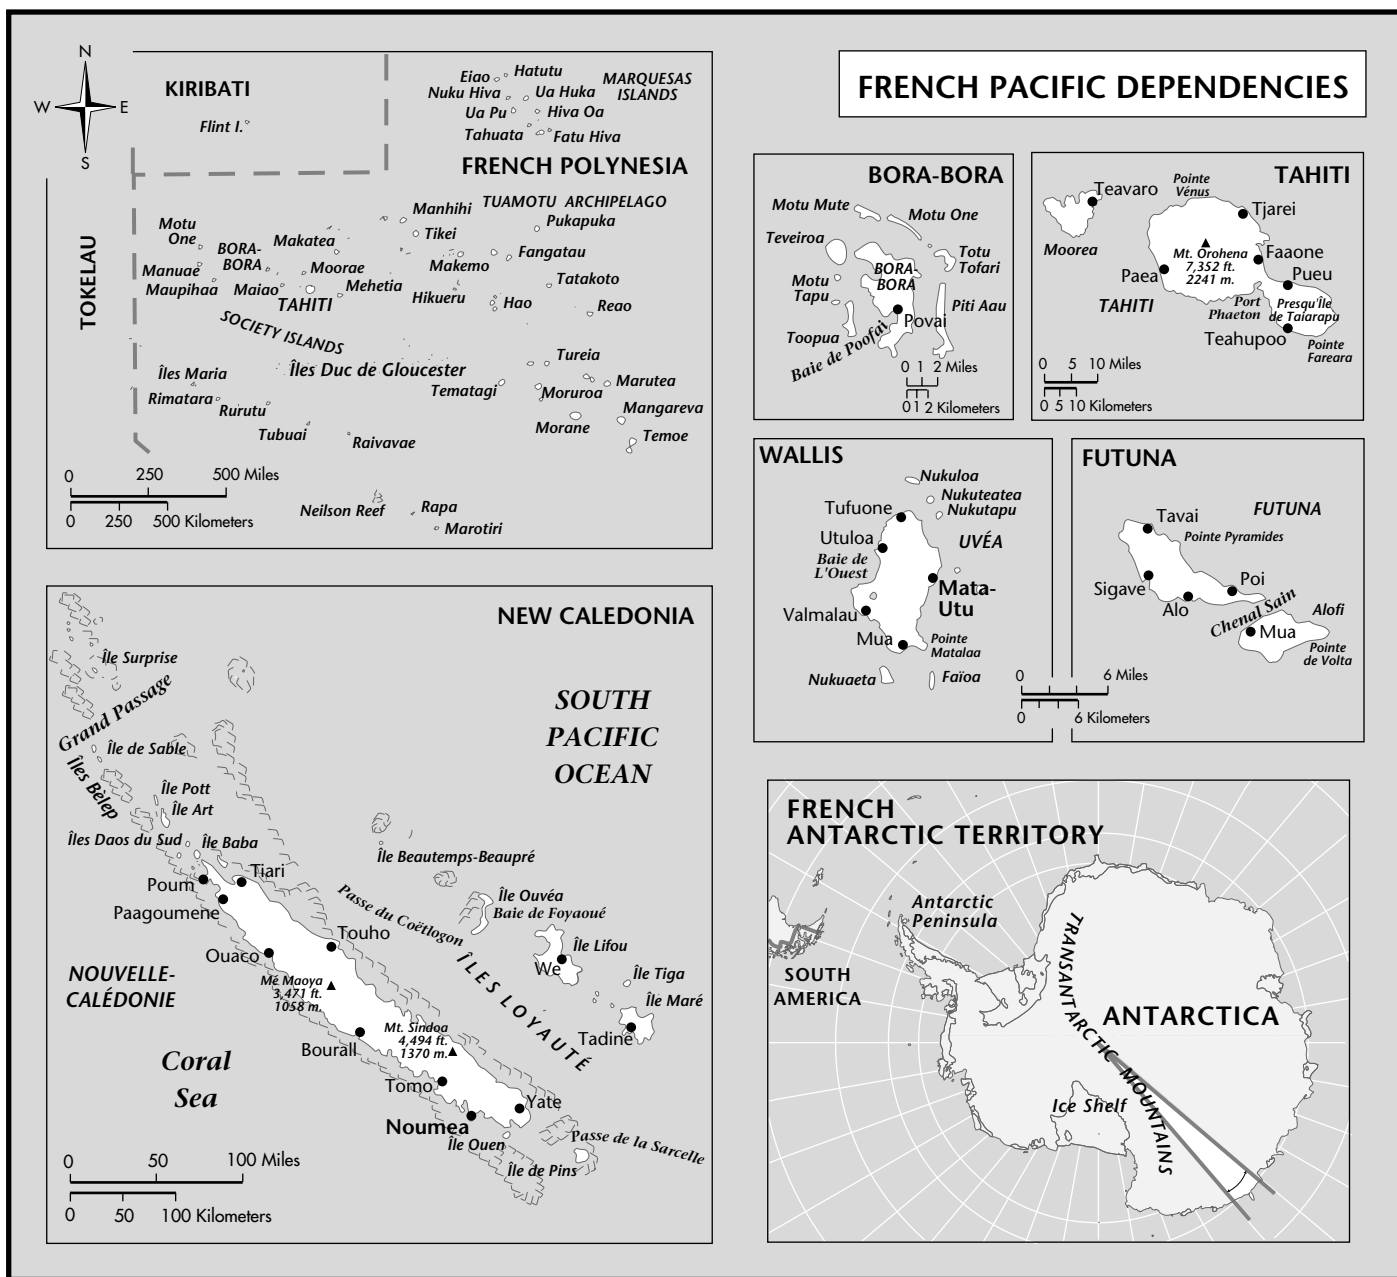 FRENCH PACIFIC DEPENDENCIES
N
W
E
S
KIRIBATI
Flint I.
TOKELAU
Eiao
Hatutu
MARQUESAS
ISLANDS
Nuku Hiva
Ua Huka
Ua Pu
Hiva Oa
Tahuata
Fatu Hiva
FRENCH POLYNESIA
TUAMOTU ARCHIPELAGO
Manhihi
Pukapuka
Tikei
Motu
One
BORA-
BORA
Makatea
Fangatau
Manuae
Moorae
Makemo
Maupihaa
Maiao
Mehetia
Tatakoto
TAHITI
Hikueru
Hao
Reao
SOCIETY ISLANDS
Tureia
Îles Duc de Gloucester
Îles Maria
Tematagi
Marutea
Rimatara
Moruroa
Rurutu
Mangareva
Morane
Tubuai
Raivavae
Temoe
0 250 500 Miles
0 250 500 Kilometers
Neilson Reef
Rapa
Marotiri
BORA-BORA
Motu Mute
Motu One
Teveiroa
Totu
Tofari
BORA-
BORA
Motu
Tapu
Piti Aau
Povai
Toopua
Baie de Poofai
0 1 2 Miles
0 1 2 Kilometers
TAHITI
Teavaro
Pointe
Vénus
Tjarei
Moorea
Mt. Orohena
7,352 ft.
2241 m.
Faaone
Paea
Pueu
TAHITI
Port
Phaeton
Presqu'Île
de Taiarapu
Teahupoo
Pointe
Fareara
0 5 10 Miles
0 5 10 Kilometers
WALLIS
Nukuloa
Nukuteatea
Nukutapu
Tufuone
Utuloa
UVÉA
Baie de
L'Ouest
Mata-
Utu
Valmalau
Mua
Pointe
Matalaa
Nukuaeta
Faïoa
FUTUNA
Tavai
FUTUNA
Pointe Pyramides
Sigave
Poi
Alo
Chenal Sain
Alofi
Mua
Pointe
de Volta
0 6 Miles
0 6 Kilometers
NEW CALEDONIA
Île Surprise
Grand Passage
SOUTH
PACIFIC
OCEAN
Île de Sable
Îles Bèlep
Île Pott
Île Art
Îles Daos du Sud
Île Baba
Île Beautemps-Beaupré
Tiari
Poum
Paagoumene
Passe du Coëtlogon
Île Ouvéa
Baie de Foyaoué
Touho
Île Lifou
Ouaco
We
NOUVELLE-
CALÉDONIE
Mé Maoya
3,471 ft.
1058 m.
ÎLES LOYAUTÉ
Île Tiga
Île Maré
Mt. Sindoa
4,494 ft.
1370 m.
Tadine
Bourall
Coral
Sea
Tomo
Yate
Noumea
Île Ouen
Passe de la Sarcelle
Île de Pins
0 50 100 Miles
0 50 100 Kilometers
FRENCH
ANTARCTIC TERRITORY
Antarctic
Peninsula
SOUTH
AMERICA
TRANSANTARCTIC MOUNTAINS
ANTARCTICA
Ice Shelf